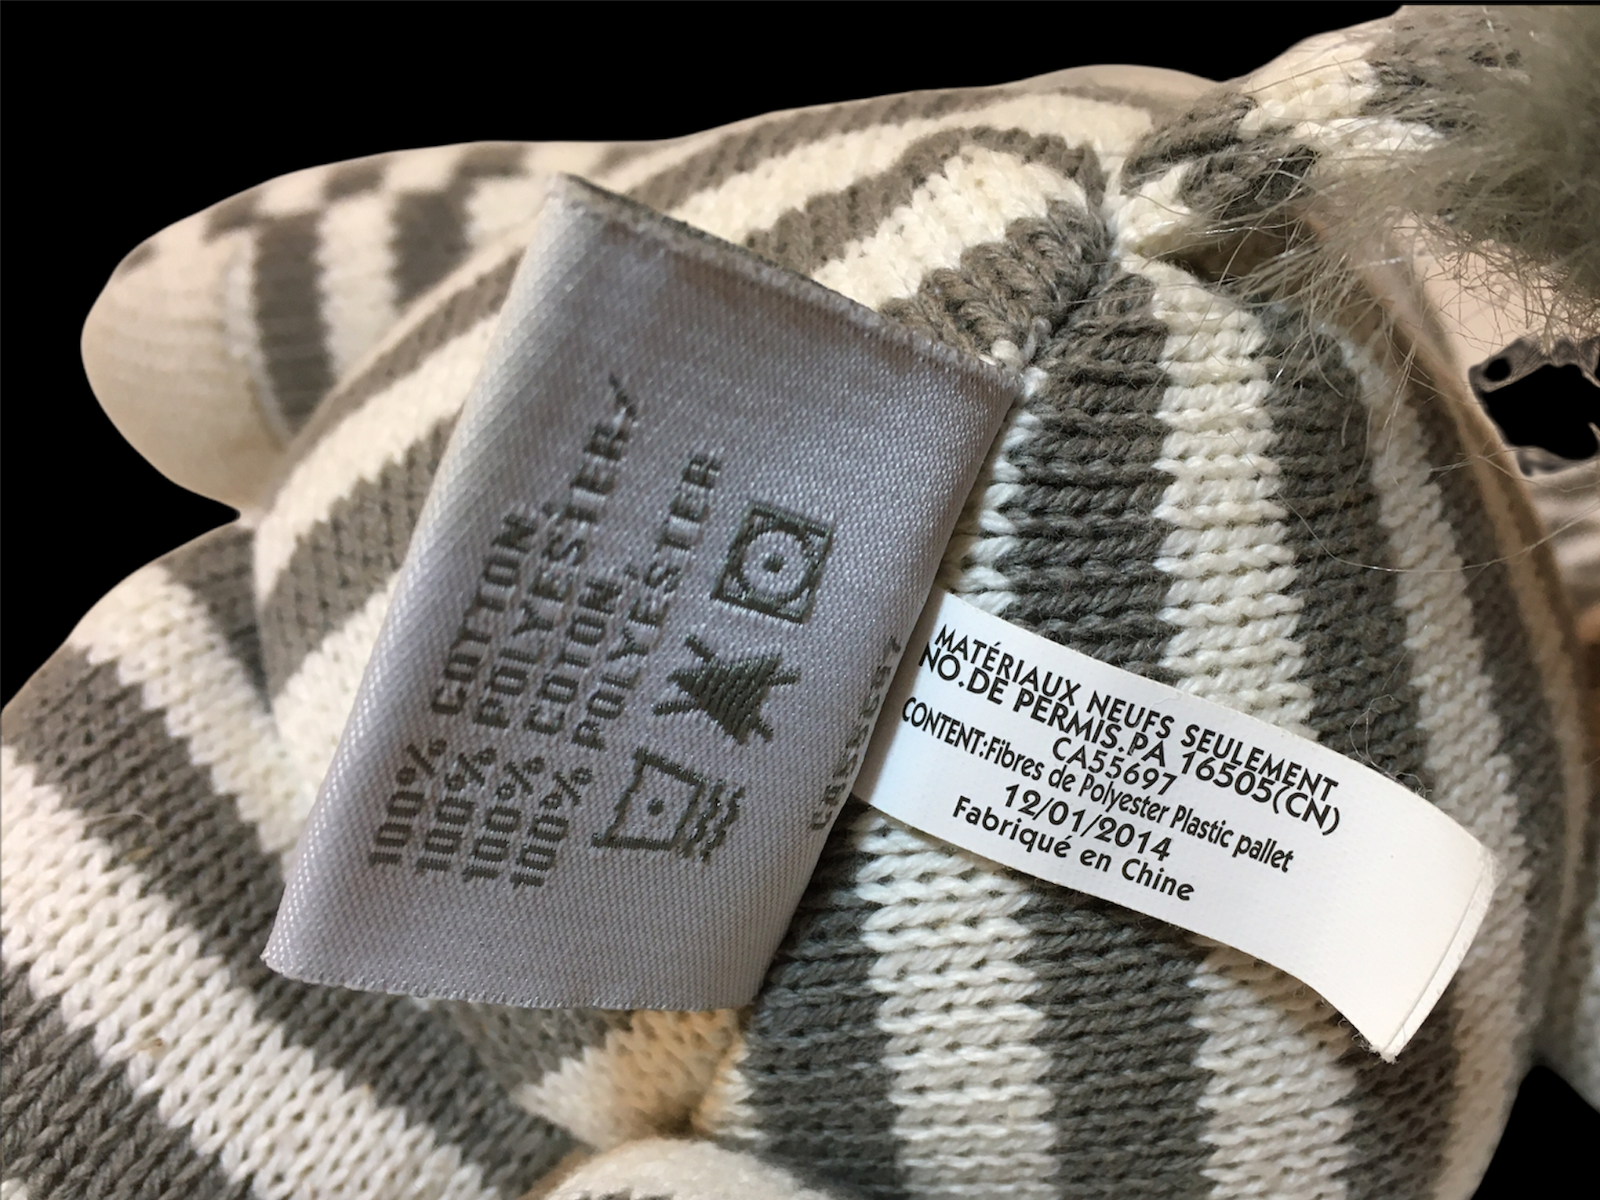 100% COTTON,
100% POLYESTER/
100% COTON,
100% POLYESTER
MATÉRIAUX NEUFS SEULEMENT
NO.DE PERMIS.PA 16505(CN)
CA55697
CONTENT:Fibres de Polyester Plastic pallet
12/01/2014
Fabriqué en Chine